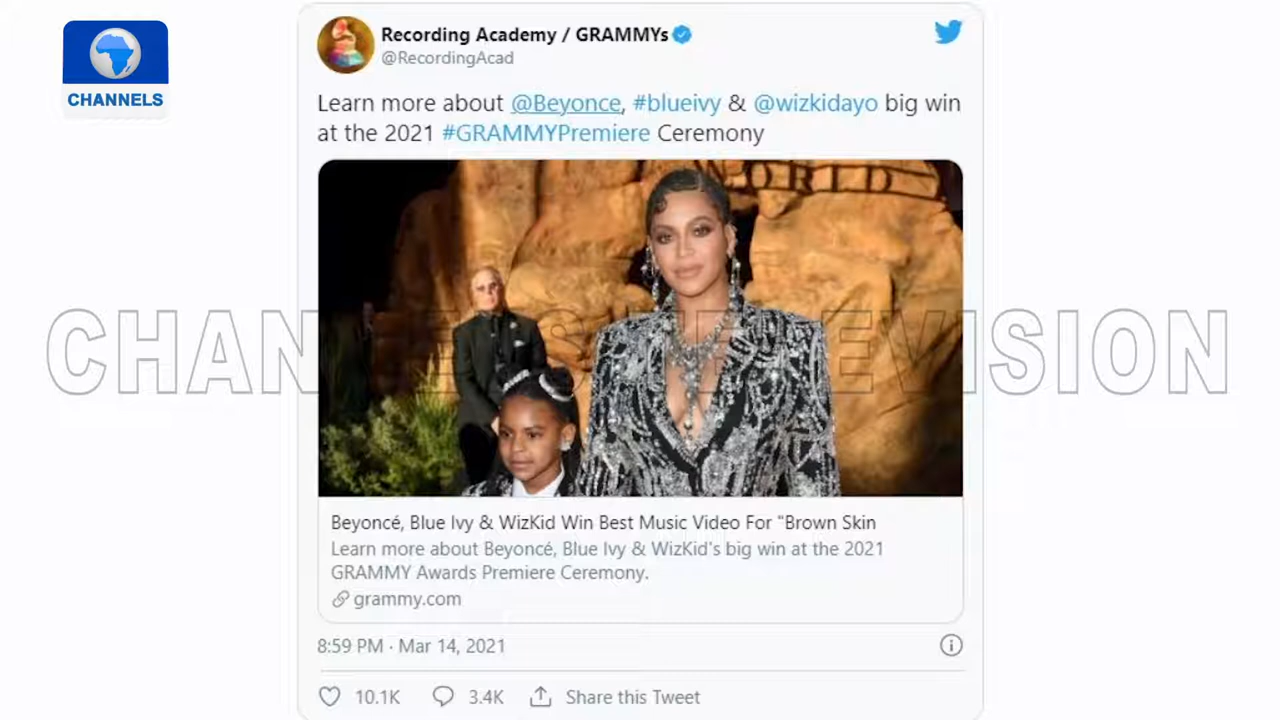 CHANNELS
Recording Academy / GRAMMYs
@RecordingAcad
Learn more about @Beyonce, #blueivy & @wizkidayo big win
at the 2021 #GRAMMYPremiere Ceremony
WORLD
CHANNELS TELEVISION
Beyoncé, Blue Ivy & WizKid Win Best Music Video For "Brown Skin
Learn more about Beyoncé, Blue Ivy & WizKid's big win at the 2021
GRAMMY Awards Premiere Ceremony.
grammy.com
8:59 PM · Mar 14, 2021
10.1K
3.4K
Share this Tweet